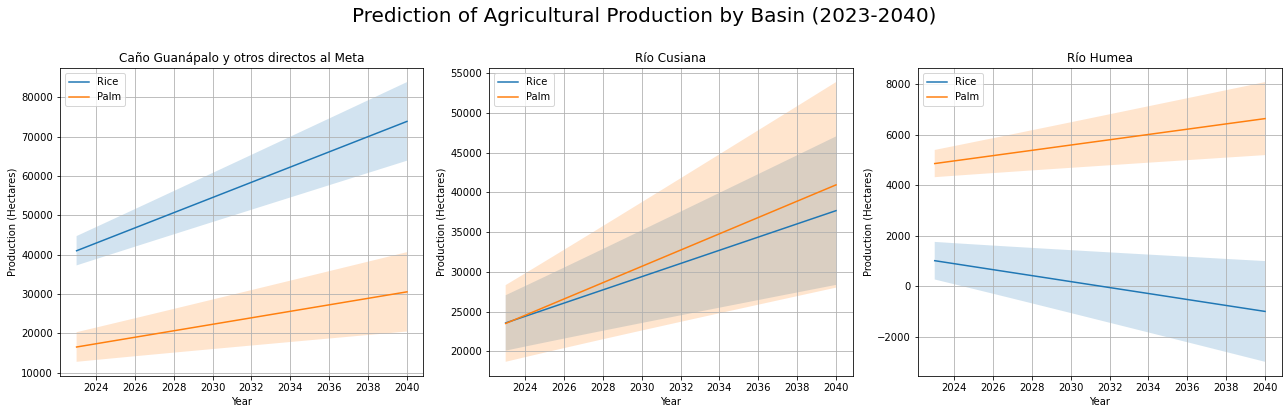 Prediction of Agricultural Production by Basin (2023-2040)
Caño Guanápalo y otros directos al Meta
Rice
Palm
80000
70000
60000
50000
40000
30000
20000
10000
Production (Hectares)
2024 2026 2028 2030 2032 2034 2036 2038 2040
Year
Río Cusiana
Rice
Palm
55000
50000
45000
40000
35000
30000
25000
20000
Production (Hectares)
2024 2026 2028 2030 2032 2034 2036 2038 2040
Year
Río Humea
Rice
Palm
8000
6000
4000
2000
0
−2000
Production (Hectares)
2024 2026 2028 2030 2032 2034 2036 2038 2040
Year